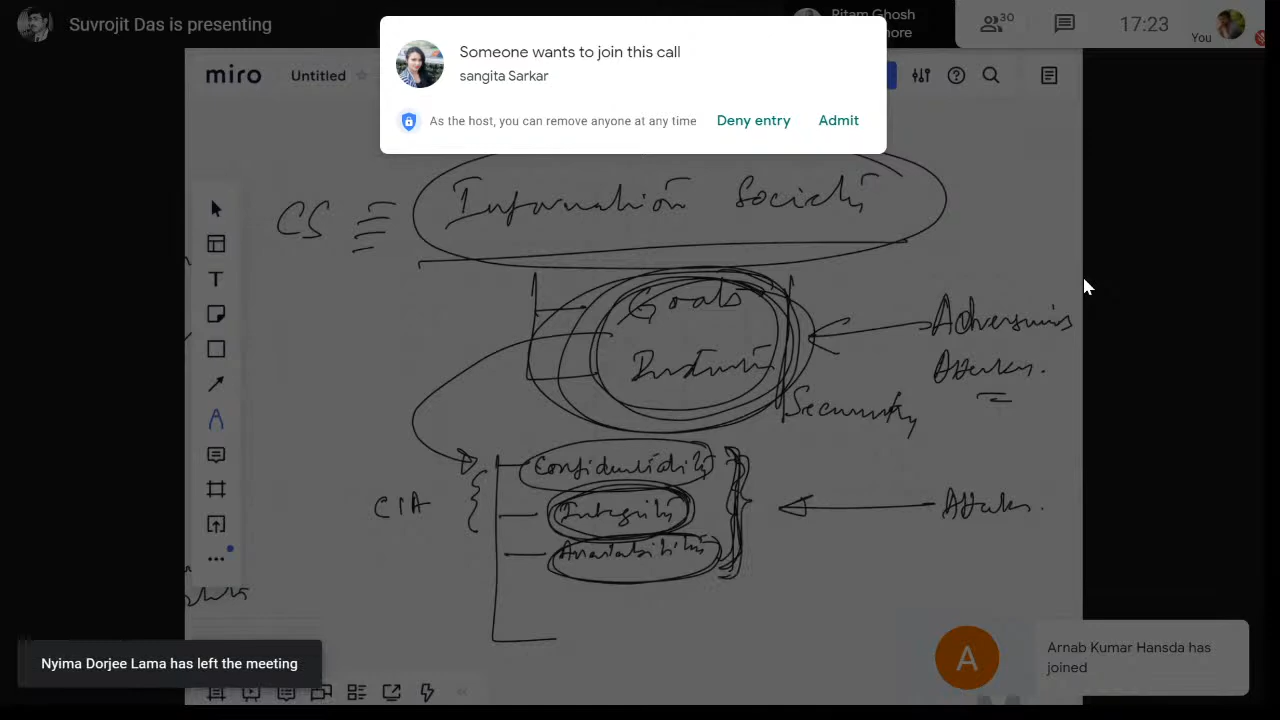 Suvrojit Das is presenting
Ritam Ghosh
more
30
17:23
You
Someone wants to join this call
sangita Sarkar
As the host, you can remove anyone at any time
Deny entry
Admit
miro
Untitled
CS ≡ Information Society
Goals
Adversaries
Attacks.
Security
Confidentiality
CIA
Integrity
Attacks.
Availability
Nyima Dorjee Lama has left the meeting
A
Arnab Kumar Hansda has
joined